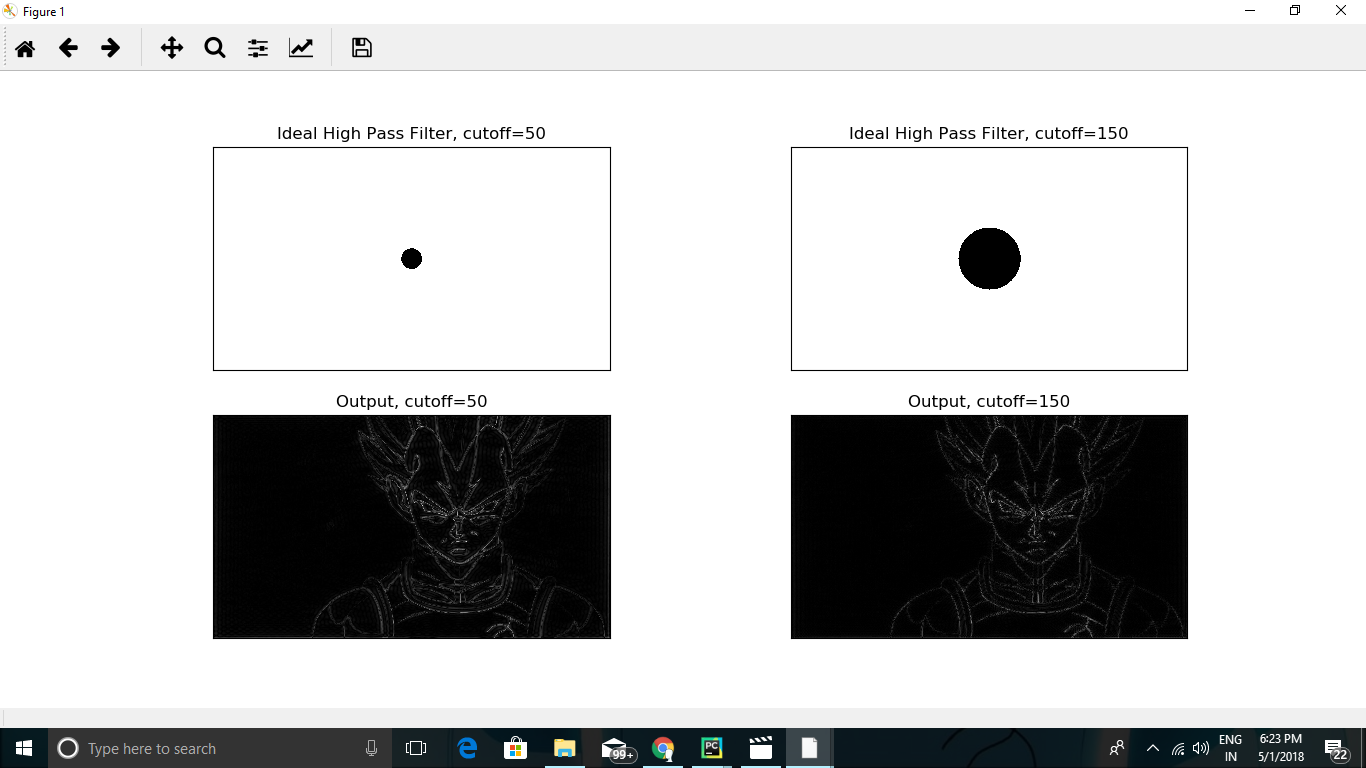 Figure 1
Ideal High Pass Filter, cutoff=50
Ideal High Pass Filter, cutoff=150
Output, cutoff=50
Output, cutoff=150
Type here to search
99+
PC
ENG
IN
6:23 PM
5/1/2018
22